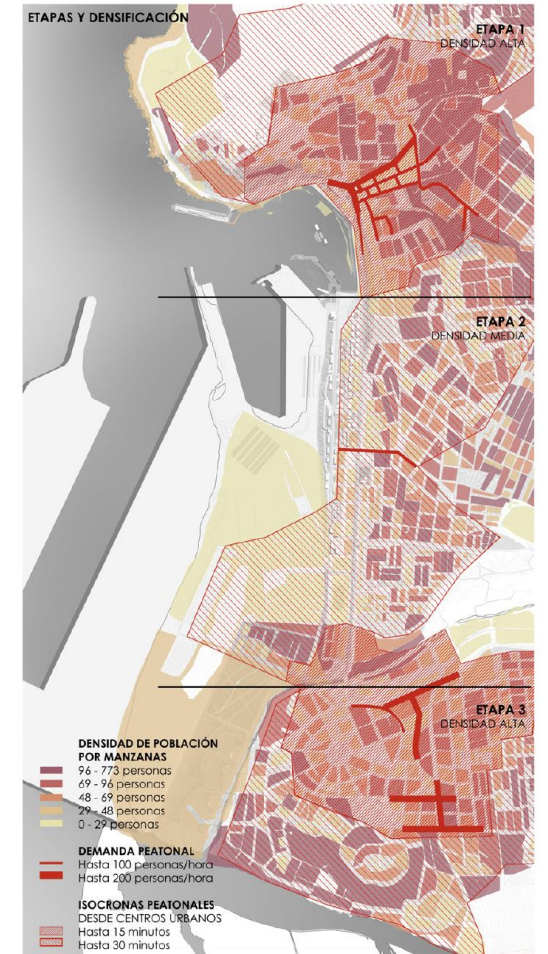 ETAPAS Y DENSIFICACIÓN
ETAPA 1
DENSIDAD ALTA
ETAPA 2
DENSIDAD MEDIA
ETAPA 3
DENSIDAD ALTA
DENSIDAD DE POBLACIÓN
POR MANZANAS
96 - 773 personas
69 - 96 personas
48 - 69 personas
29 - 48 personas
0 - 29 personas
DEMANDA PEATONAL
Hasta 100 personas/hora
Hasta 200 personas/hora
ISOCRONAS PEATONALES
DESDE CENTROS URBANOS
Hasta 15 minutos
Hasta 30 minutos